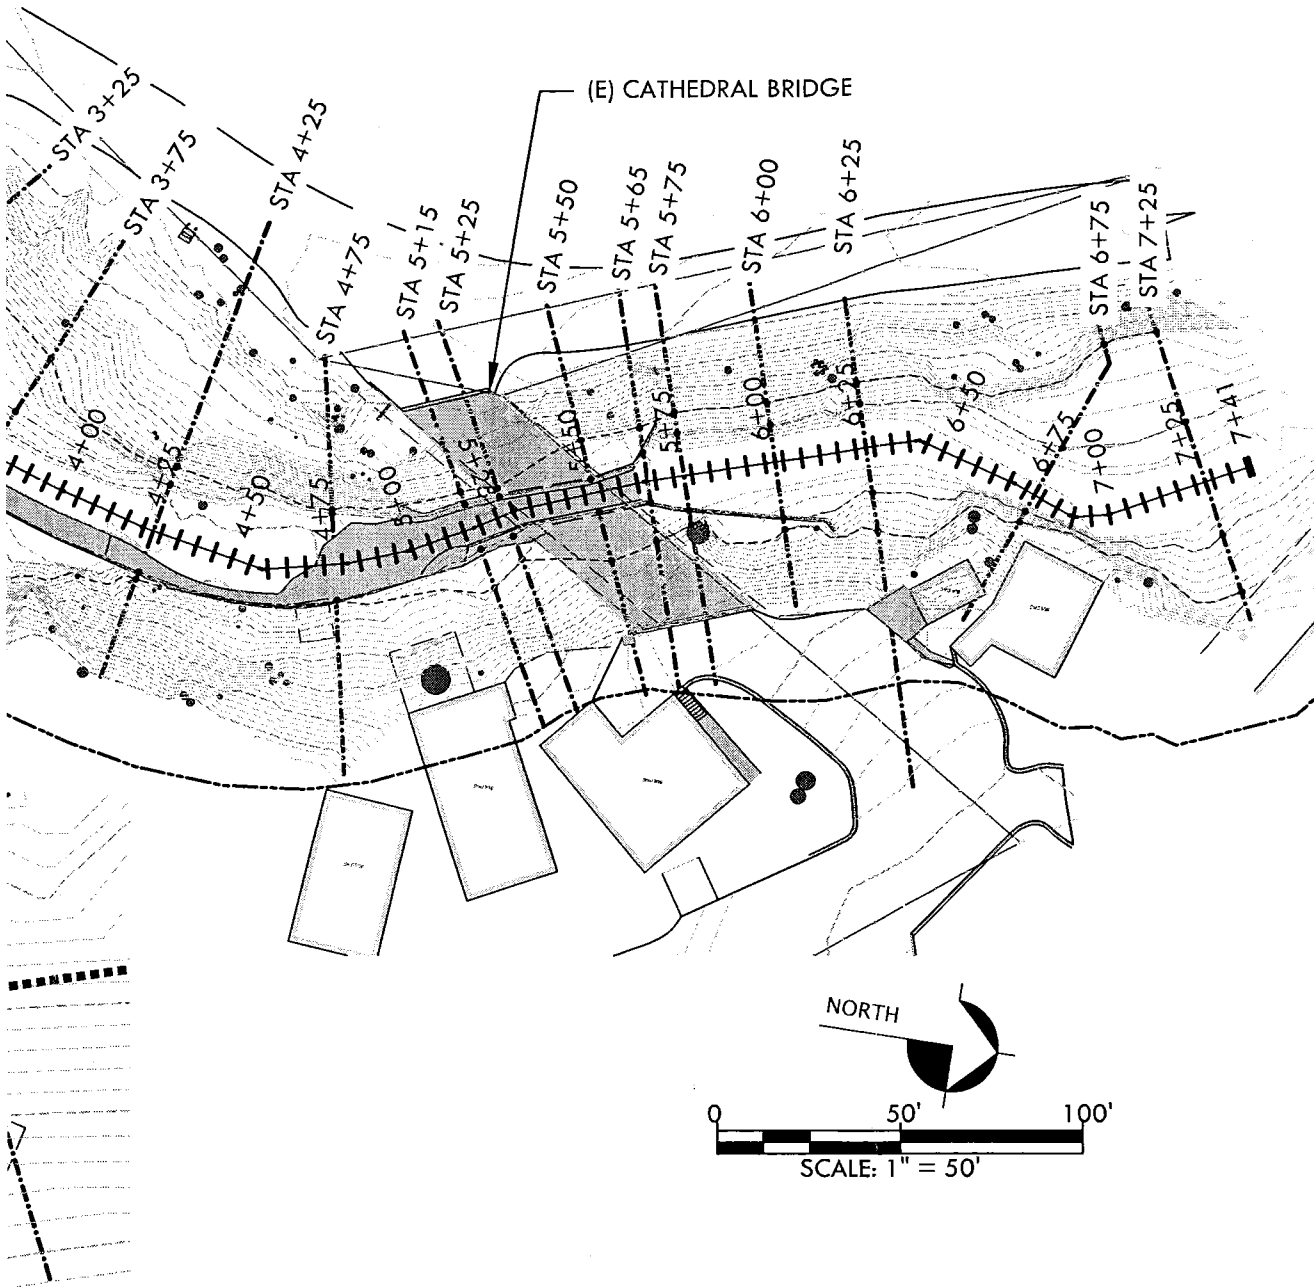 (E) CATHEDRAL BRIDGE
STA 3+25
STA 3+75
STA 4+25
STA 4+75
STA 5+15
STA 5+25
STA 5+50
STA 5+65
STA 5+75
STA 6+00
STA 6+25
STA 6+75
STA 7+25
4+00
4+25
4+50
4+75
5+00
5+50
5+75
6+00
6+25
6+50
6+75
7+00
7+25
7+41
NORTH
0 50' 100'
SCALE: 1" = 50'